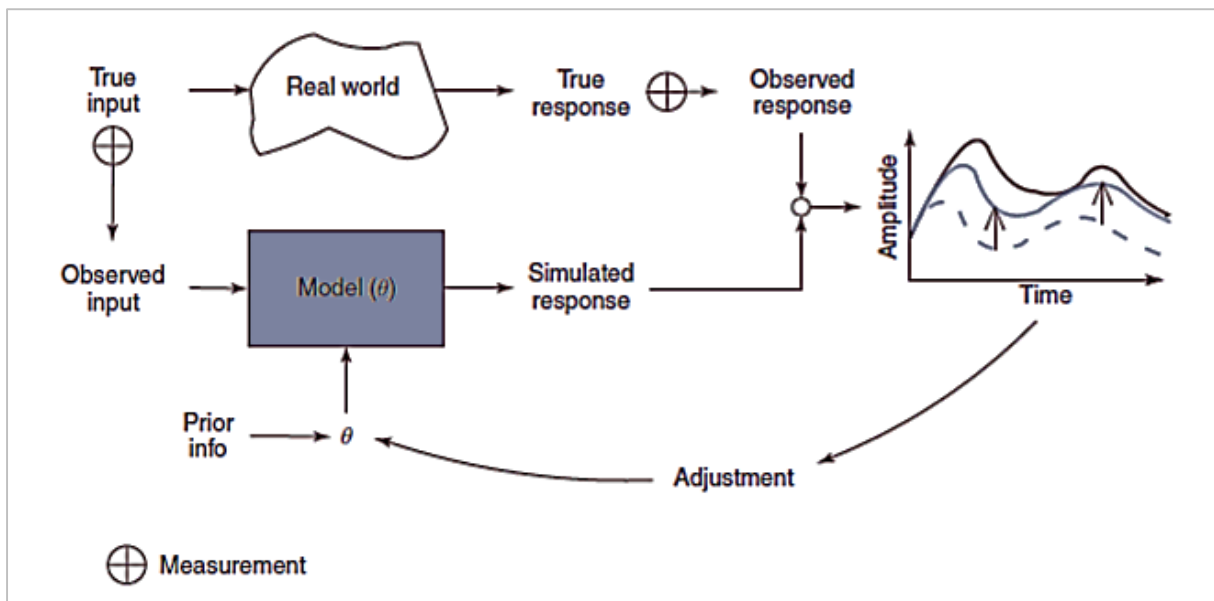 True
input
Real world
True
response
Observed
response
Amplitude
Time
Observed
input
Model (θ)
Simulated
response
Prior
info
θ
Adjustment
Measurement